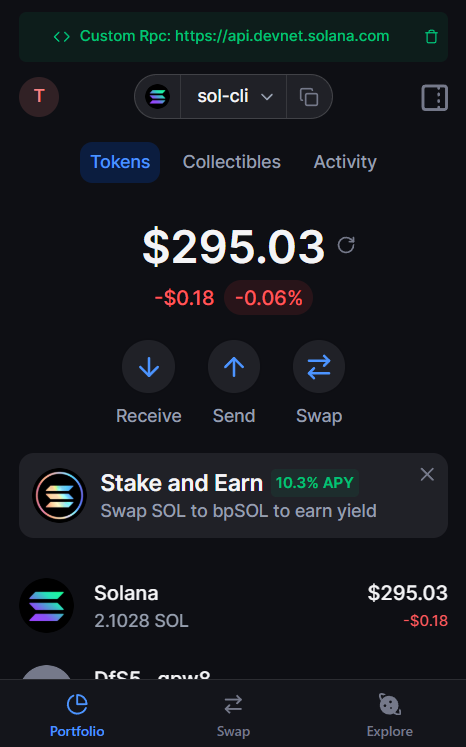 Custom Rpc: https://api.devnet.solana.com
T
sol-cli
Tokens
Collectibles
Activity
$295.03
-$0.18 -0.06%
Receive
Send
Swap
Stake and Earn 10.3% APY
Swap SOL to bpSOL to earn yield
Solana
$295.03
2.1028 SOL
-$0.18
Portfolio
Swap
Explore